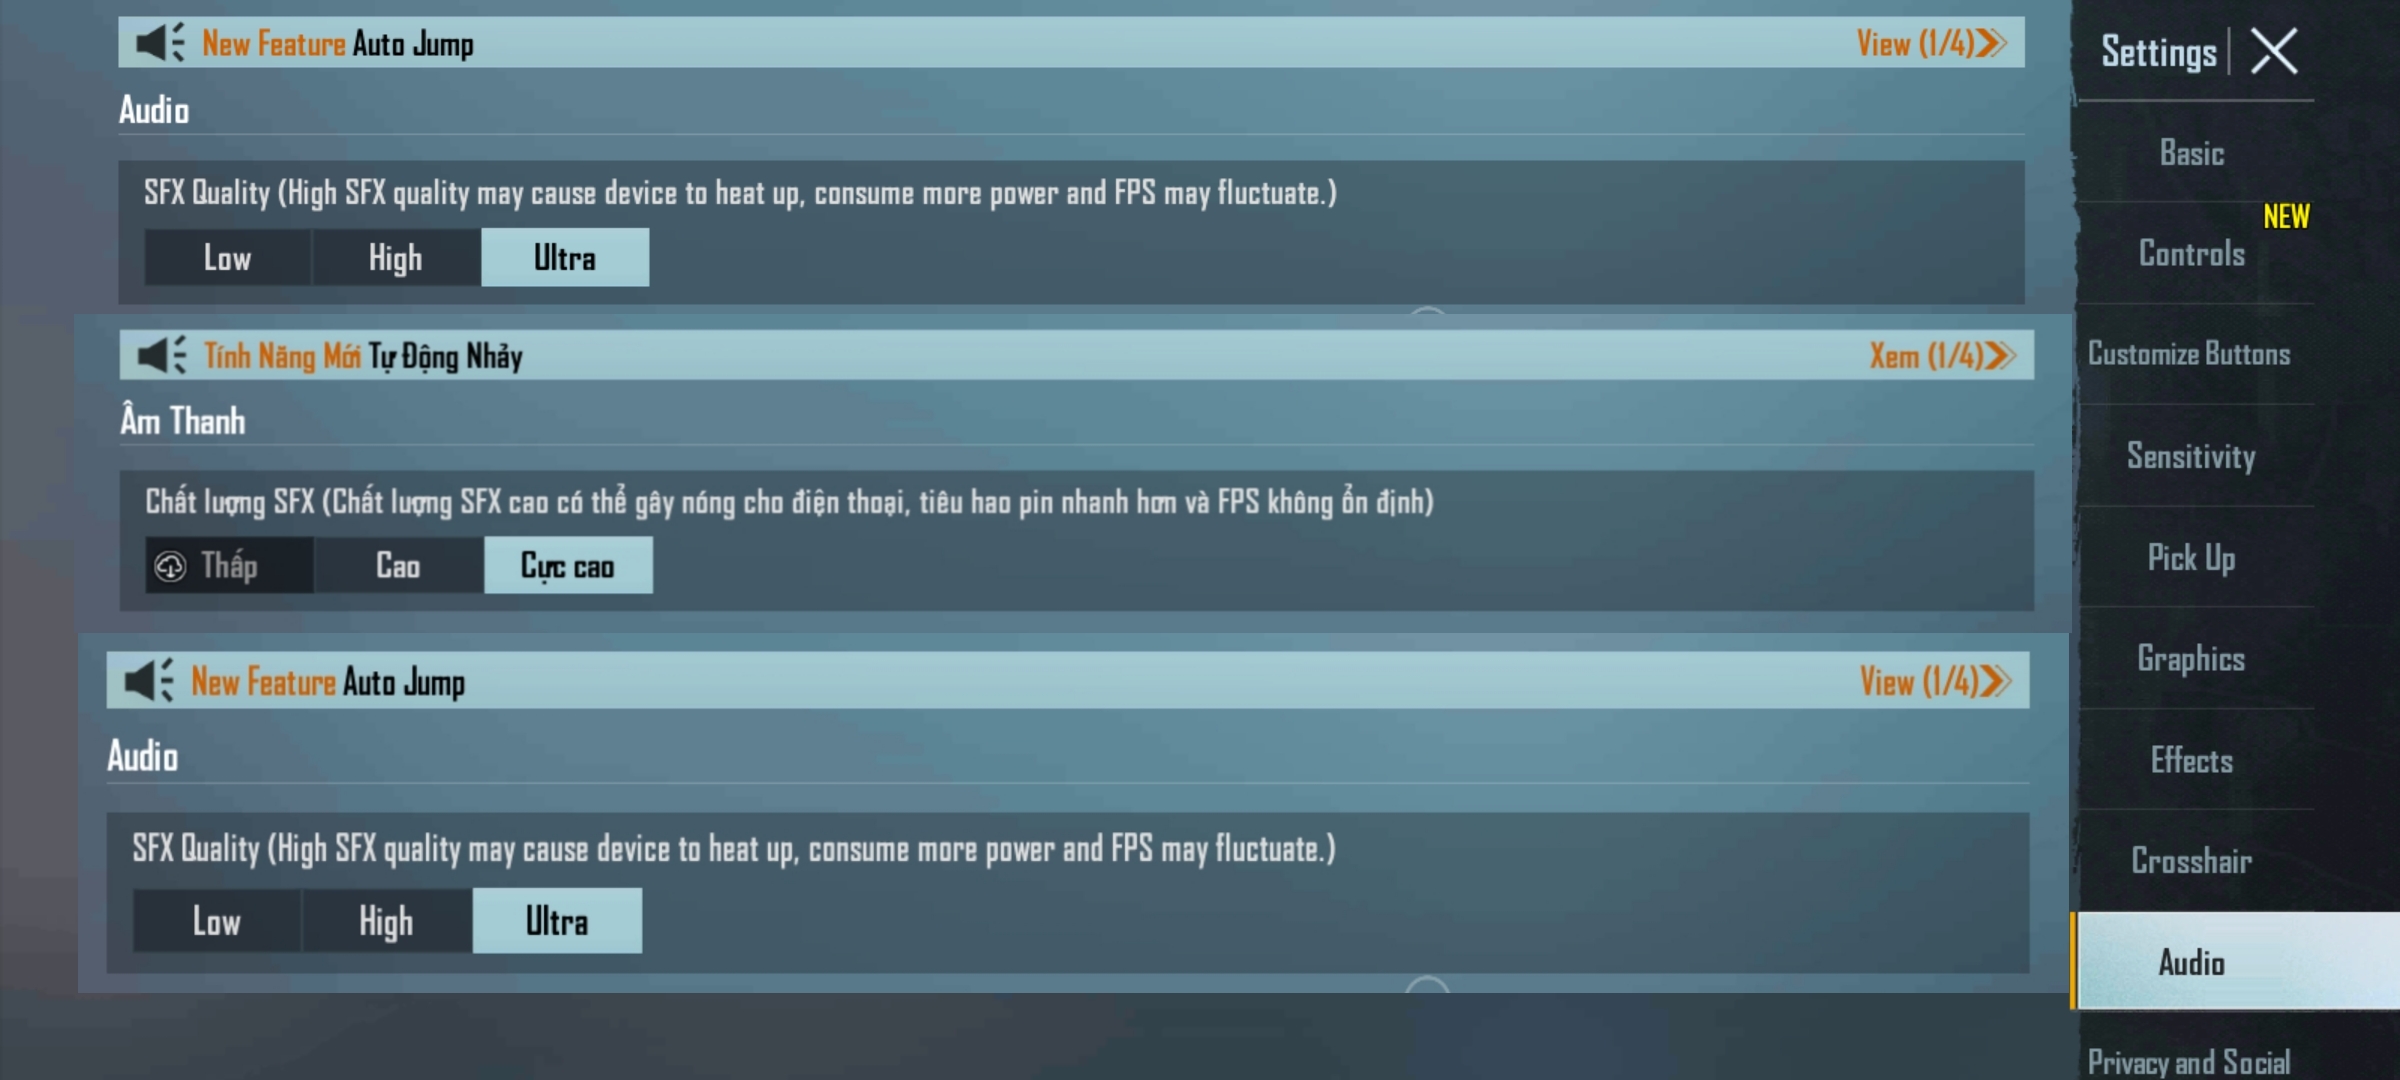 New Feature Auto Jump
View (1/4)
Audio
SFX Quality (High SFX quality may cause device to heat up, consume more power and FPS may fluctuate.)
Low
High
Ultra
Tính Năng Mới Tự Động Nhảy
Xem (1/4)
Âm Thanh
Chất lượng SFX (Chất lượng SFX cao có thể gây nóng cho điện thoại, tiêu hao pin nhanh hơn và FPS không ổn định)
Thấp
Cao
Cực cao
New Feature Auto Jump
View (1/4)
Audio
SFX Quality (High SFX quality may cause device to heat up, consume more power and FPS may fluctuate.)
Low
High
Ultra
Settings
Basic
NEW
Controls
Customize Buttons
Sensitivity
Pick Up
Graphics
Effects
Crosshair
Audio
Privacy and Social